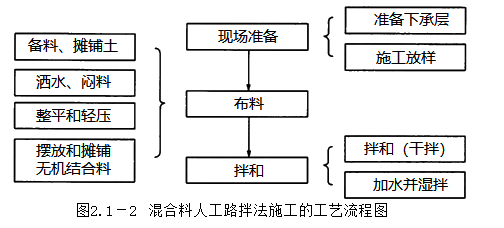 备料、摊铺土
洒水、闷料
整平和轻压
摆放和摊铺
无机结合料
现场准备
布料
拌和
准备下承层
施工放样
拌和（干拌）
加水并湿拌
图2.1－2 混合料人工路拌法施工的工艺流程图